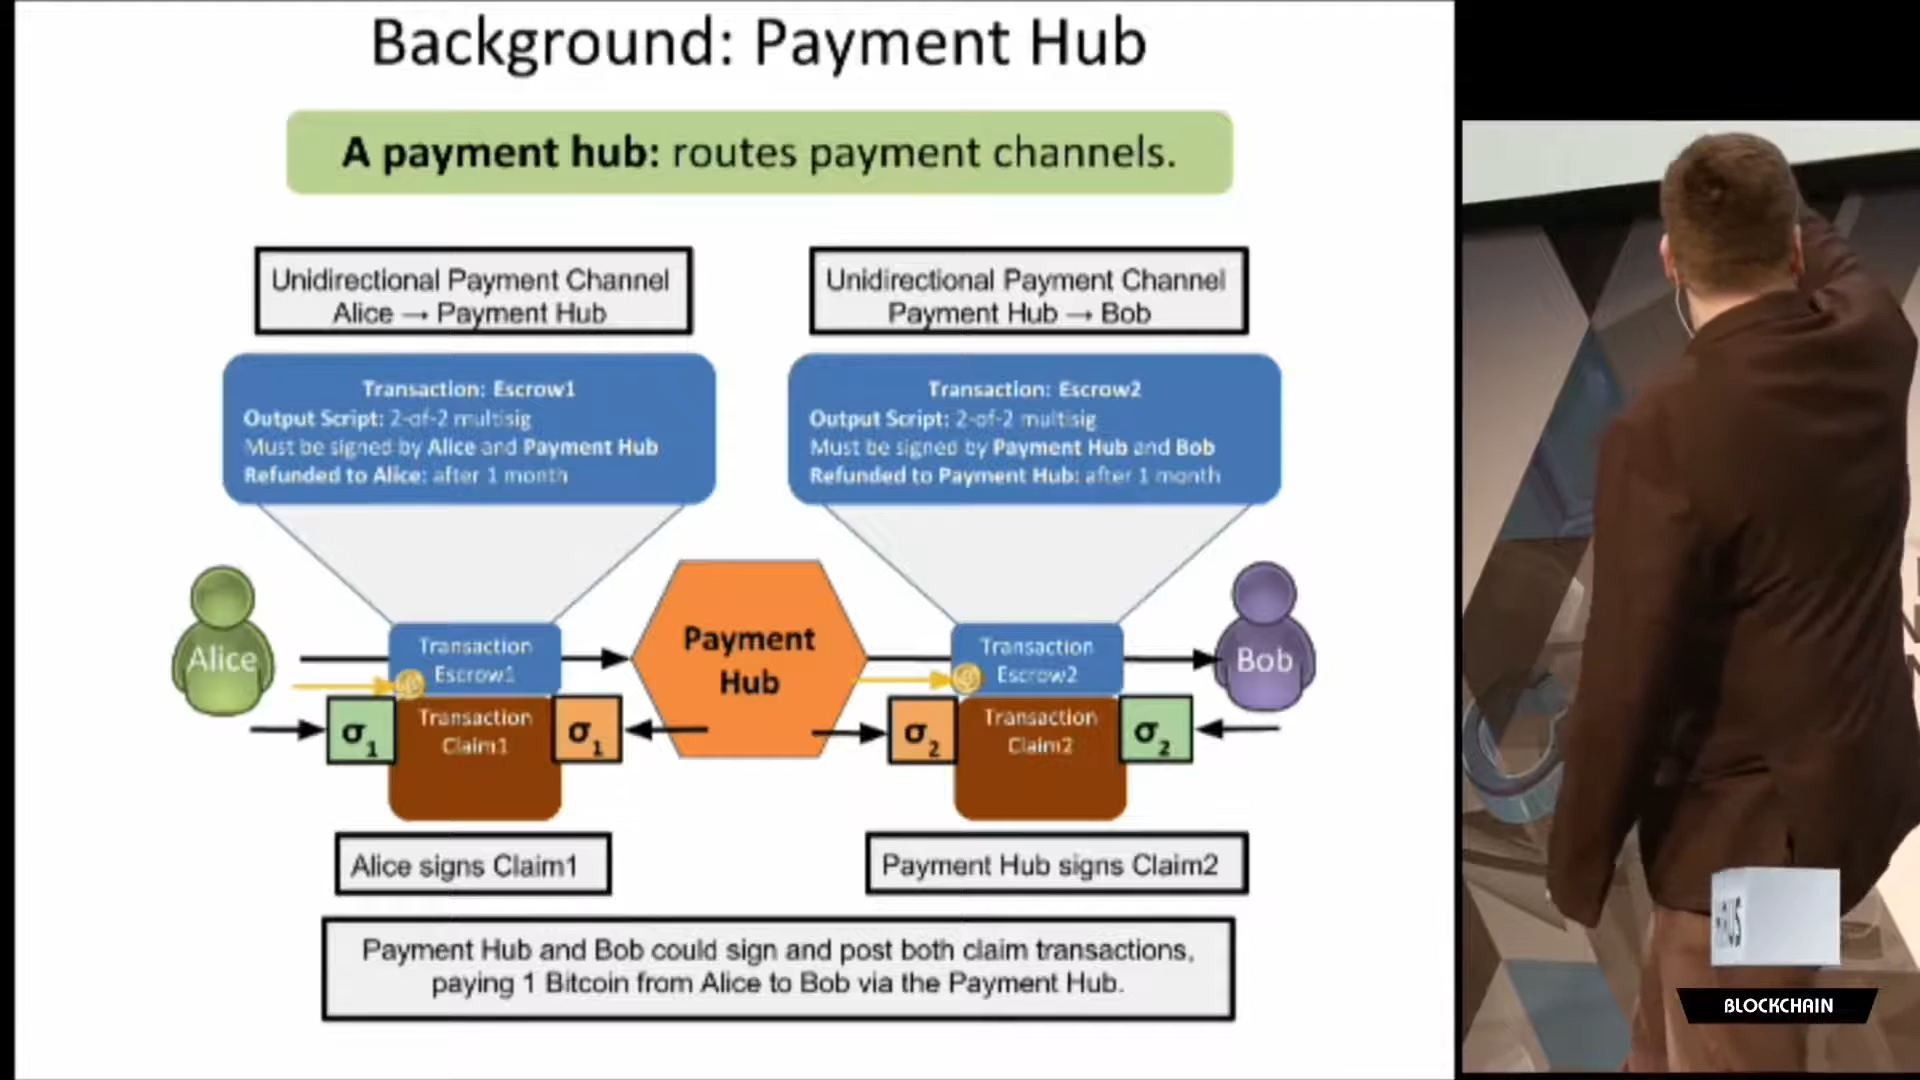 Background: Payment Hub
A payment hub: routes payment channels.
Unidirectional Payment Channel
Alice → Payment Hub
Unidirectional Payment Channel
Payment Hub → Bob
Transaction: Escrow1
Output Script: 2-of-2 multisig
Must be signed by Alice and Payment Hub
Refunded to Alice: after 1 month
Transaction: Escrow2
Output Script: 2-of-2 multisig
Must be signed by Payment Hub and Bob
Refunded to Payment Hub: after 1 month
Alice
Transaction
Escrow1
Payment
Hub
Transaction
Escrow2
Bob
σ1
Transaction
Claim1
σ1
σ2
Transaction
Claim2
σ2
Alice signs Claim1
Payment Hub signs Claim2
Payment Hub and Bob could sign and post both claim transactions,
paying 1 Bitcoin from Alice to Bob via the Payment Hub.
BLOCKCHAIN